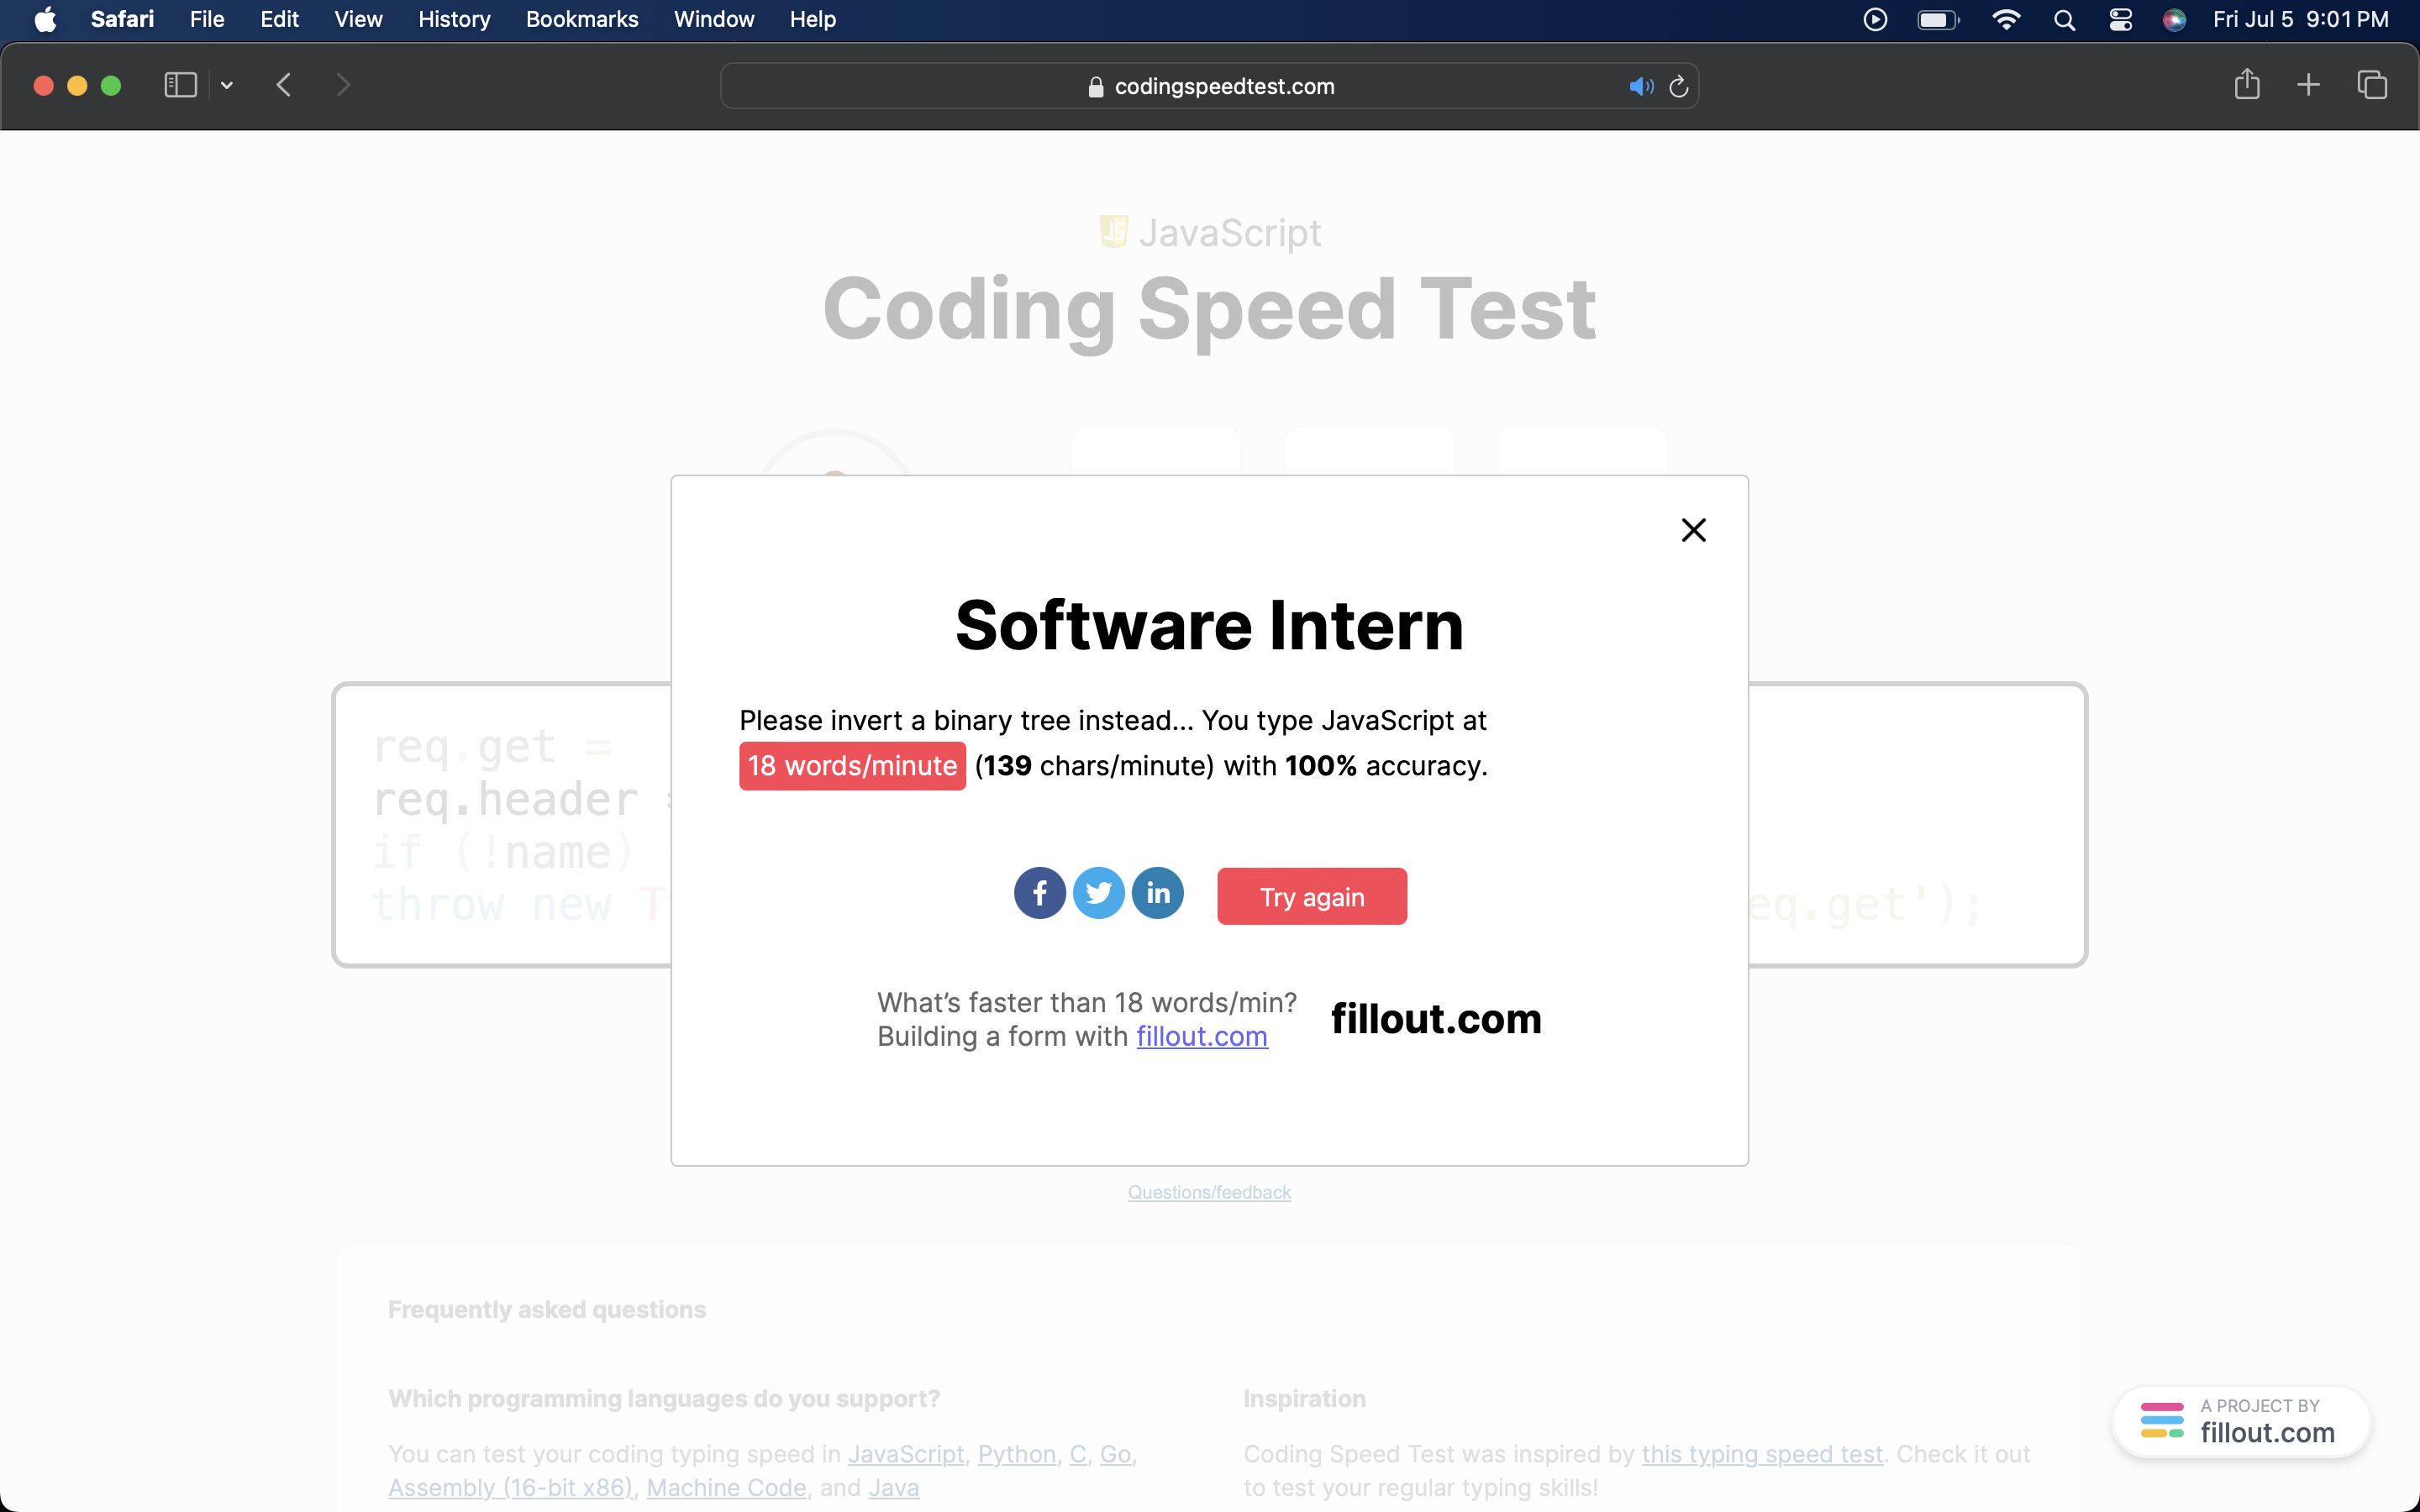 Safari File Edit View History Bookmarks Window Help Fri Jul 5 9:01 PM
codingspeedtest.com
JS JavaScript
Coding Speed Test
Software Intern
Please invert a binary tree instead... You type JavaScript at
18 words/minute (139 chars/minute) with 100% accuracy.
req.get =
req.header =
if (!name)
throw new T
eq.get');
f in Try again
What's faster than 18 words/min?
Building a form with fillout.com
fillout.com
Questions/feedback
Frequently asked questions
Which programming languages do you support?
You can test your coding typing speed in JavaScript, Python, C, Go,
Assembly (16-bit x86), Machine Code, and Java
Inspiration
Coding Speed Test was inspired by this typing speed test. Check it out
to test your regular typing skills!
A PROJECT BY
fillout.com